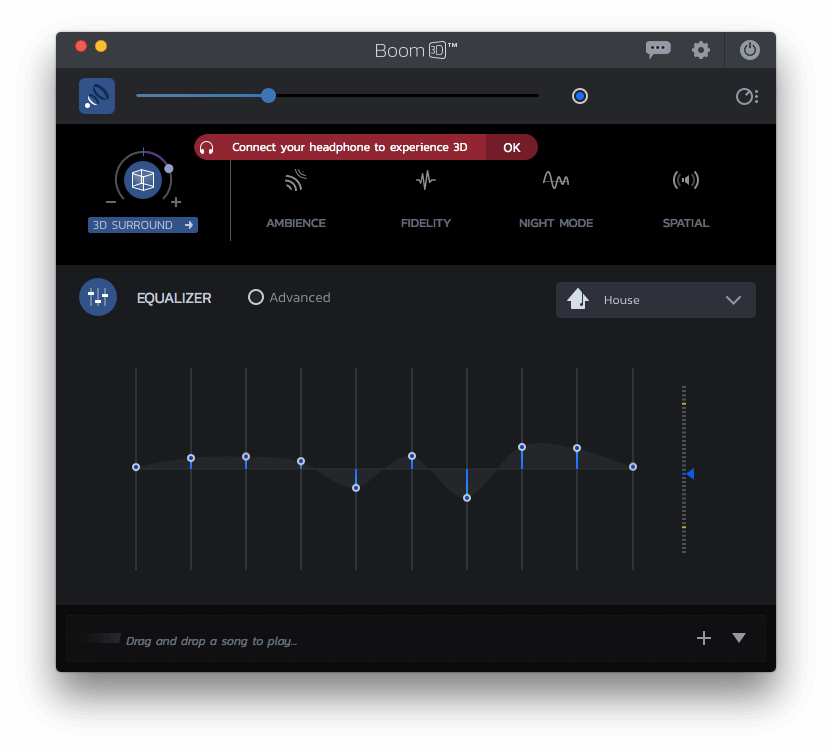 Boom 3D™
Connect your headphone to experience 3D OK
3D SURROUND
AMBIENCE
FIDELITY
NIGHT MODE
SPATIAL
EQUALIZER
Advanced
House
Drag and drop a song to play...